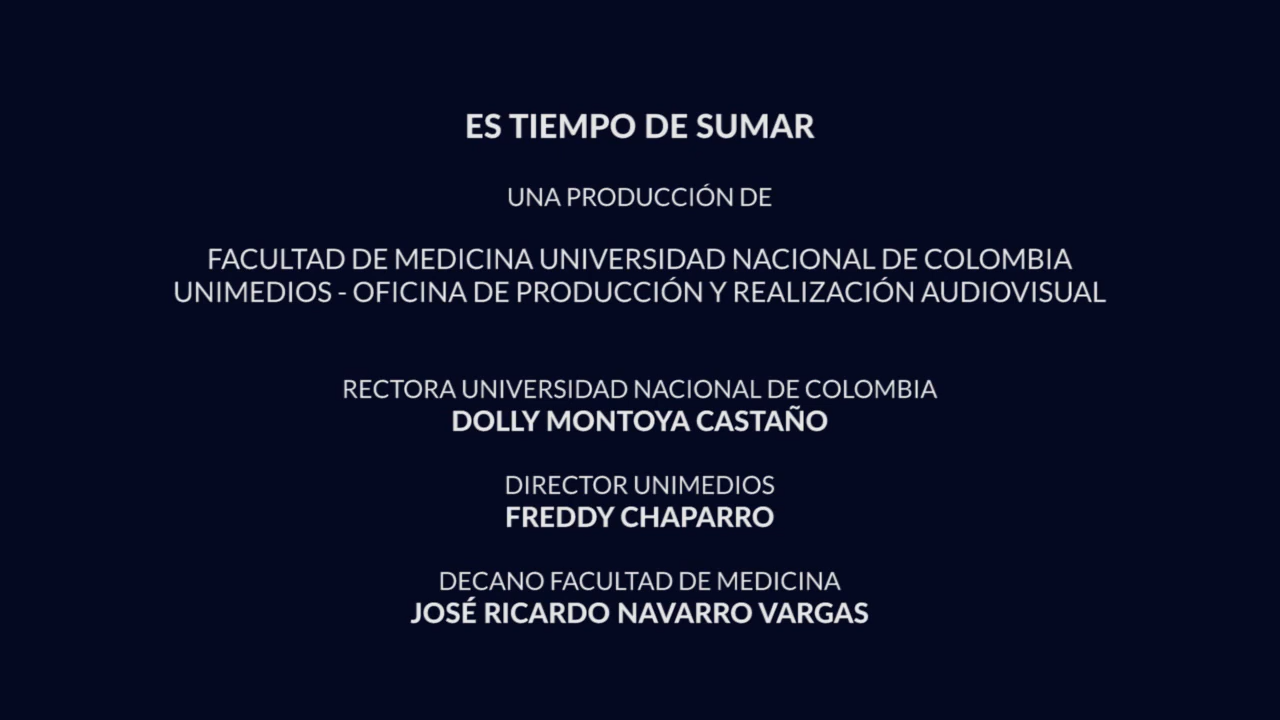 ES TIEMPO DE SUMAR
UNA PRODUCCIÓN DE
FACULTAD DE MEDICINA UNIVERSIDAD NACIONAL DE COLOMBIA
UNIMEDIOS - OFICINA DE PRODUCCIÓN Y REALIZACIÓN AUDIOVISUAL
RECTORA UNIVERSIDAD NACIONAL DE COLOMBIA
DOLLY MONTOYA CASTAÑO
DIRECTOR UNIMEDIOS
FREDDY CHAPARRO
DECANO FACULTAD DE MEDICINA
JOSÉ RICARDO NAVARRO VARGAS